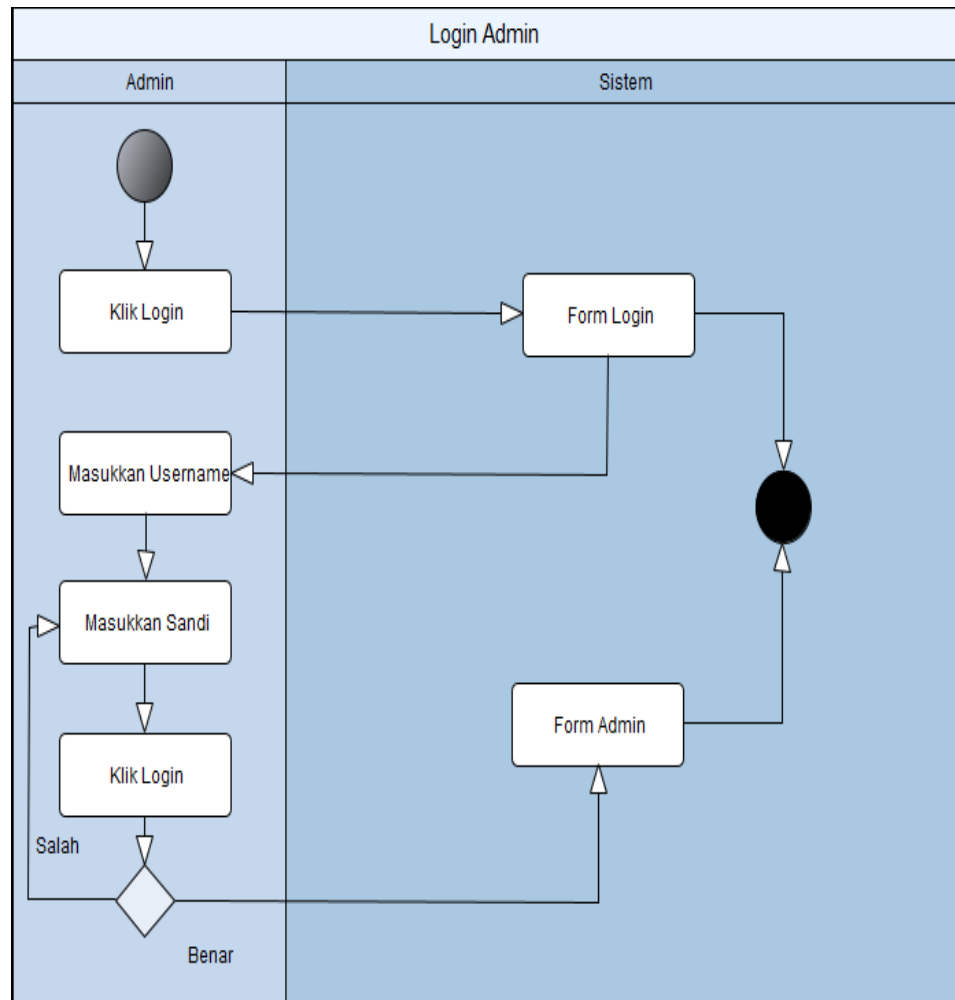 Login Admin
Admin
Sistem
Klik Login
Form Login
Masukkan Username
Masukkan Sandi
Form Admin
Klik Login
Salah
Benar